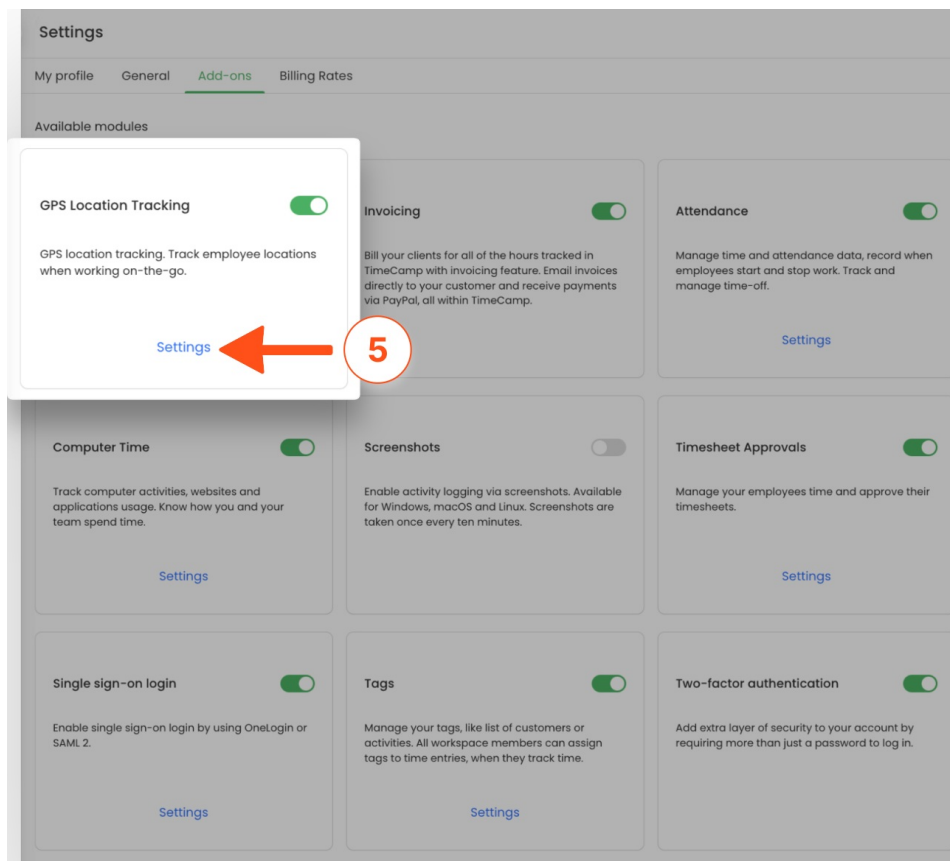 Settings
My profile General Add-ons Billing Rates
Available modules
GPS Location Tracking
GPS location tracking. Track employee locations
when working on-the-go.
Settings
5
Invoicing
Bill your clients for all of the hours tracked in
TimeCamp with invoicing feature. Email invoices
directly to your customer and receive payments
via PayPal, all within TimeCamp.
Attendance
Manage time and attendance data, record when
employees start and stop work. Track and
manage time-off.
Settings
Computer Time
Track computer activities, websites and
applications usage. Know how you and your
team spend time.
Settings
Screenshots
Enable activity logging via screenshots. Available
for Windows, macOS and Linux. Screenshots are
taken once every ten minutes.
Timesheet Approvals
Manage your employees time and approve their
timesheets.
Settings
Single sign-on login
Enable single sign-on login by using OneLogin or
SAML 2.
Settings
Tags
Manage your tags, like list of customers or
activities. All workspace members can assign
tags to time entries, when they track time.
Settings
Two-factor authentication
Add extra layer of security to your account by
requiring more than just a password to log in.